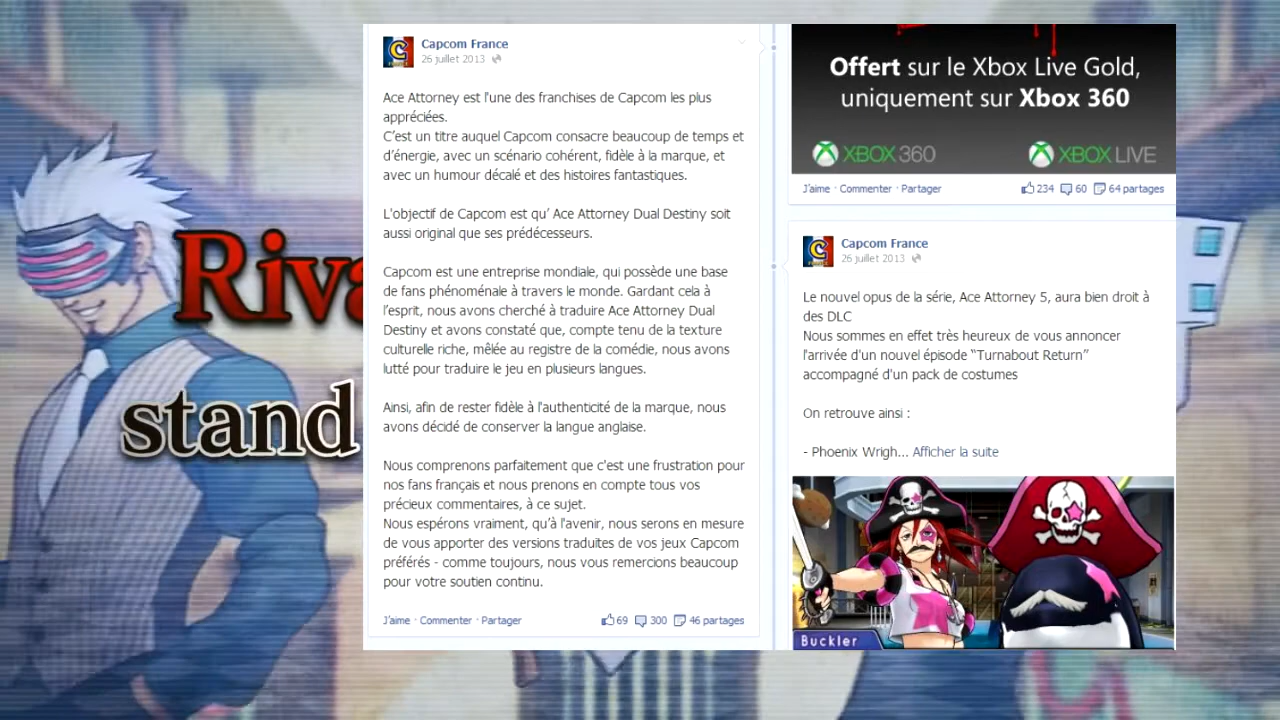 Riva
stand
Capcom France
26 juillet 2013
Ace Attorney est l'une des franchises de Capcom les plus
appréciées.
C'est un titre auquel Capcom consacre beaucoup de temps et
d'énergie, avec un scénario cohérent, fidèle à la marque, et
avec un humour décalé et des histoires fantastiques.
L'objectif de Capcom est qu' Ace Attorney Dual Destiny soit
aussi original que ses prédécesseurs.
Capcom est une entreprise mondiale, qui possède une base
de fans phénoménale à travers le monde. Gardant cela à
l'esprit, nous avons cherché à traduire Ace Attorney Dual
Destiny et avons constaté que, compte tenu de la texture
culturelle riche, mêlée au registre de la comédie, nous avons
lutté pour traduire le jeu en plusieurs langues.
Ainsi, afin de rester fidèle à l'authenticité de la marque, nous
avons décidé de conserver la langue anglaise.
Nous comprenons parfaitement que c'est une frustration pour
nos fans français et nous prenons en compte tous vos
précieux commentaires, à ce sujet.
Nous espérons vraiment, qu'à l'avenir, nous serons en mesure
de vous apporter des versions traduites de vos jeux Capcom
préférés - comme toujours, nous vous remercions beaucoup
pour votre soutien continu.
J'aime · Commenter · Partager 69 300 46 partages
Offert sur le Xbox Live Gold,
uniquement sur Xbox 360
XBOX 360 XBOX LIVE
J'aime · Commenter · Partager 234 60 64 partages
Capcom France
26 juillet 2013
Le nouvel opus de la série, Ace Attorney 5, aura bien droit à
des DLC
Nous sommes en effet très heureux de vous annoncer
l'arrivée d'un nouvel épisode “Turnabout Return”
accompagné d'un pack de costumes
On retrouve ainsi :
- Phoenix Wrigh... Afficher la suite
Buckler